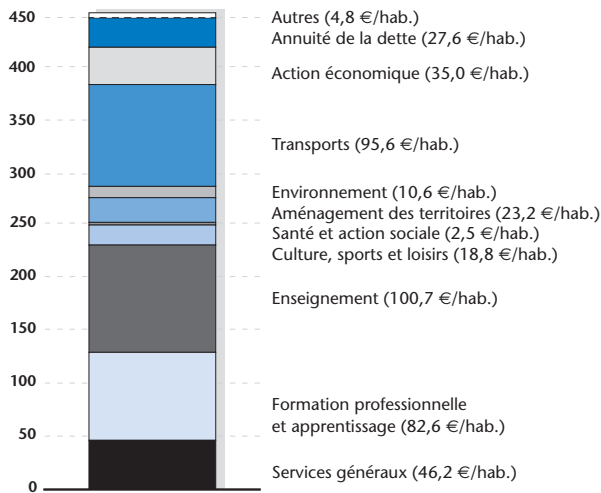 450
400
350
300
250
200
150
100
50
0
Autres (4,8 €/hab.)
Annuité de la dette (27,6 €/hab.)
Action économique (35,0 €/hab.)
Transports (95,6 €/hab.)
Environnement (10,6 €/hab.)
Aménagement des territoires (23,2 €/hab.)
Santé et action sociale (2,5 €/hab.)
Culture, sports et loisirs (18,8 €/hab.)
Enseignement (100,7 €/hab.)
Formation professionnelle
et apprentissage (82,6 €/hab.)
Services généraux (46,2 €/hab.)